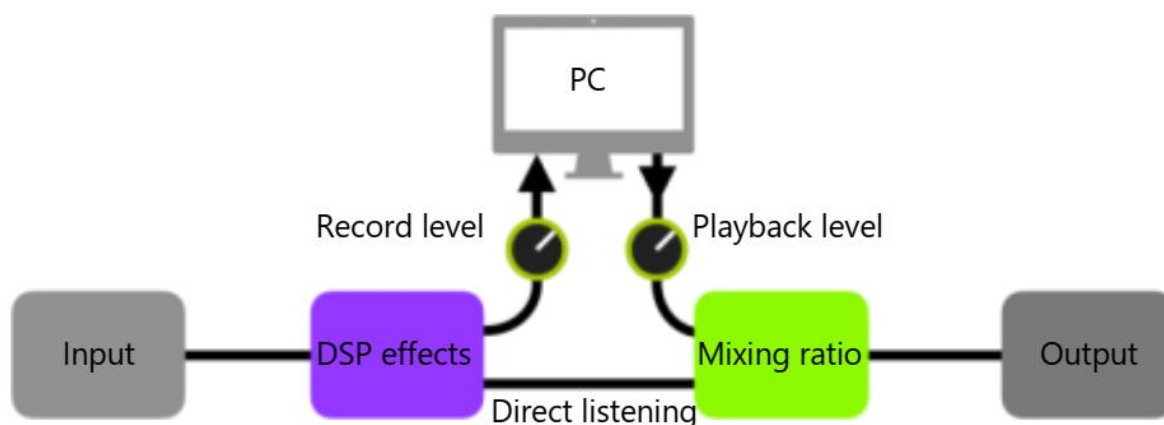 PC
Record level
Playback level
Input
DSP effects
Mixing ratio
Output
Direct listening